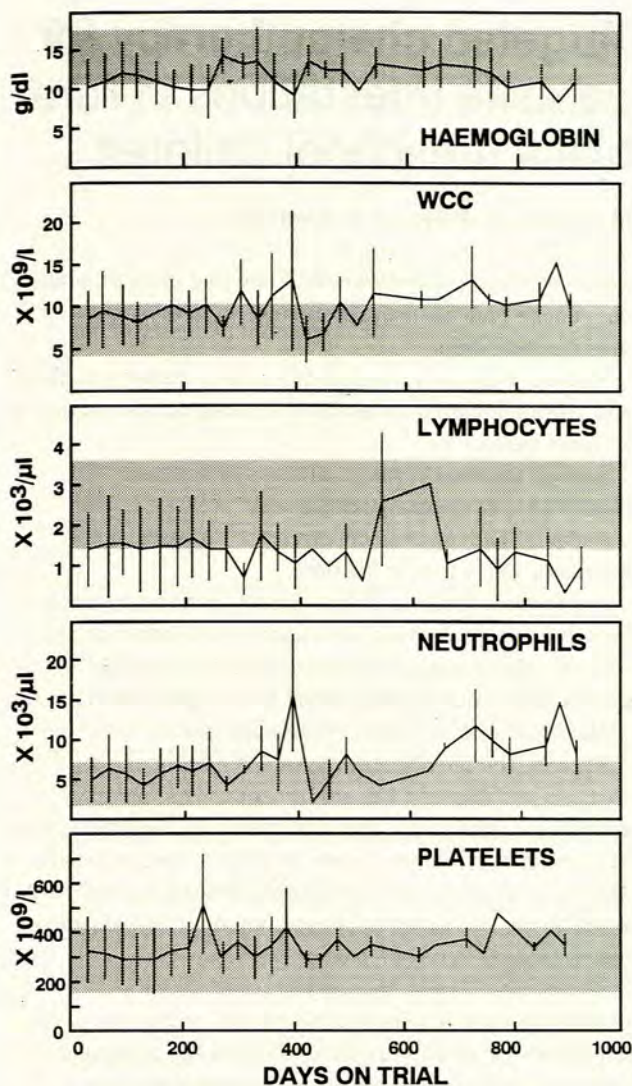 15
10
5
g/dl
HAEMOGLOBIN
WCC
20
15
10
5
X 10⁹/l
LYMPHOCYTES
4
3
2
1
X 10³/µl
NEUTROPHILS
20
15
10
5
X 10³/µl
PLATELETS
600
400
200
0
X 10⁹/l
0 200 400 600 800 1000
DAYS ON TRIAL